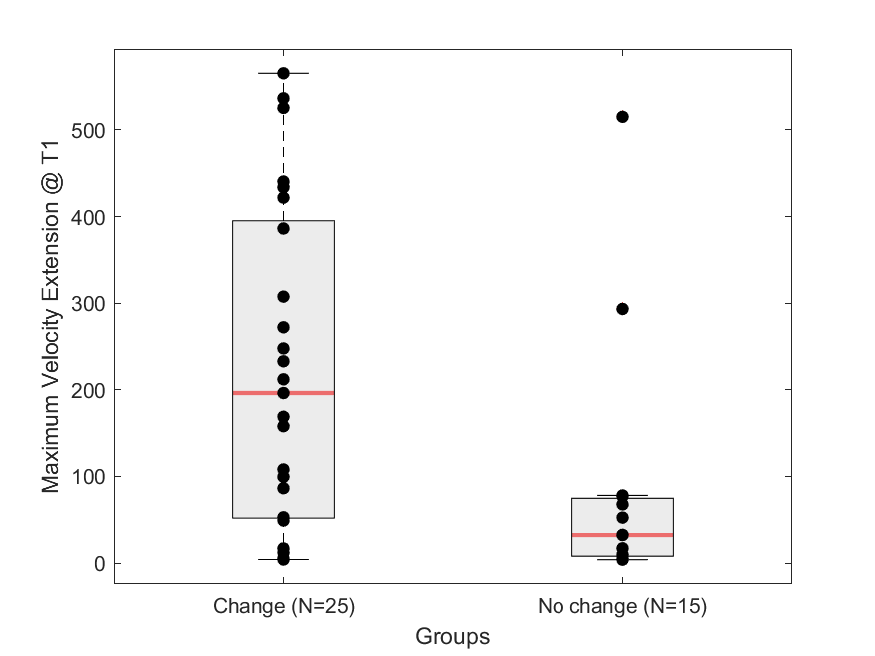 Maximum Velocity Extension @ T1
500
400
300
200
100
0
Change (N=25)
No change (N=15)
Groups